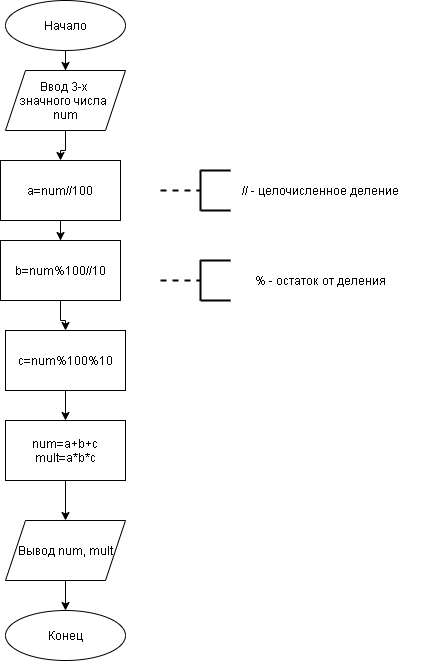 Начало
Ввод 3-х
значного числа
num
a=num//100
// - целочисленное деление
b=num%100//10
% - остаток от деления
c=num%100%10
num=a+b+c
mult=a*b*c
Вывод num, mult
Конец